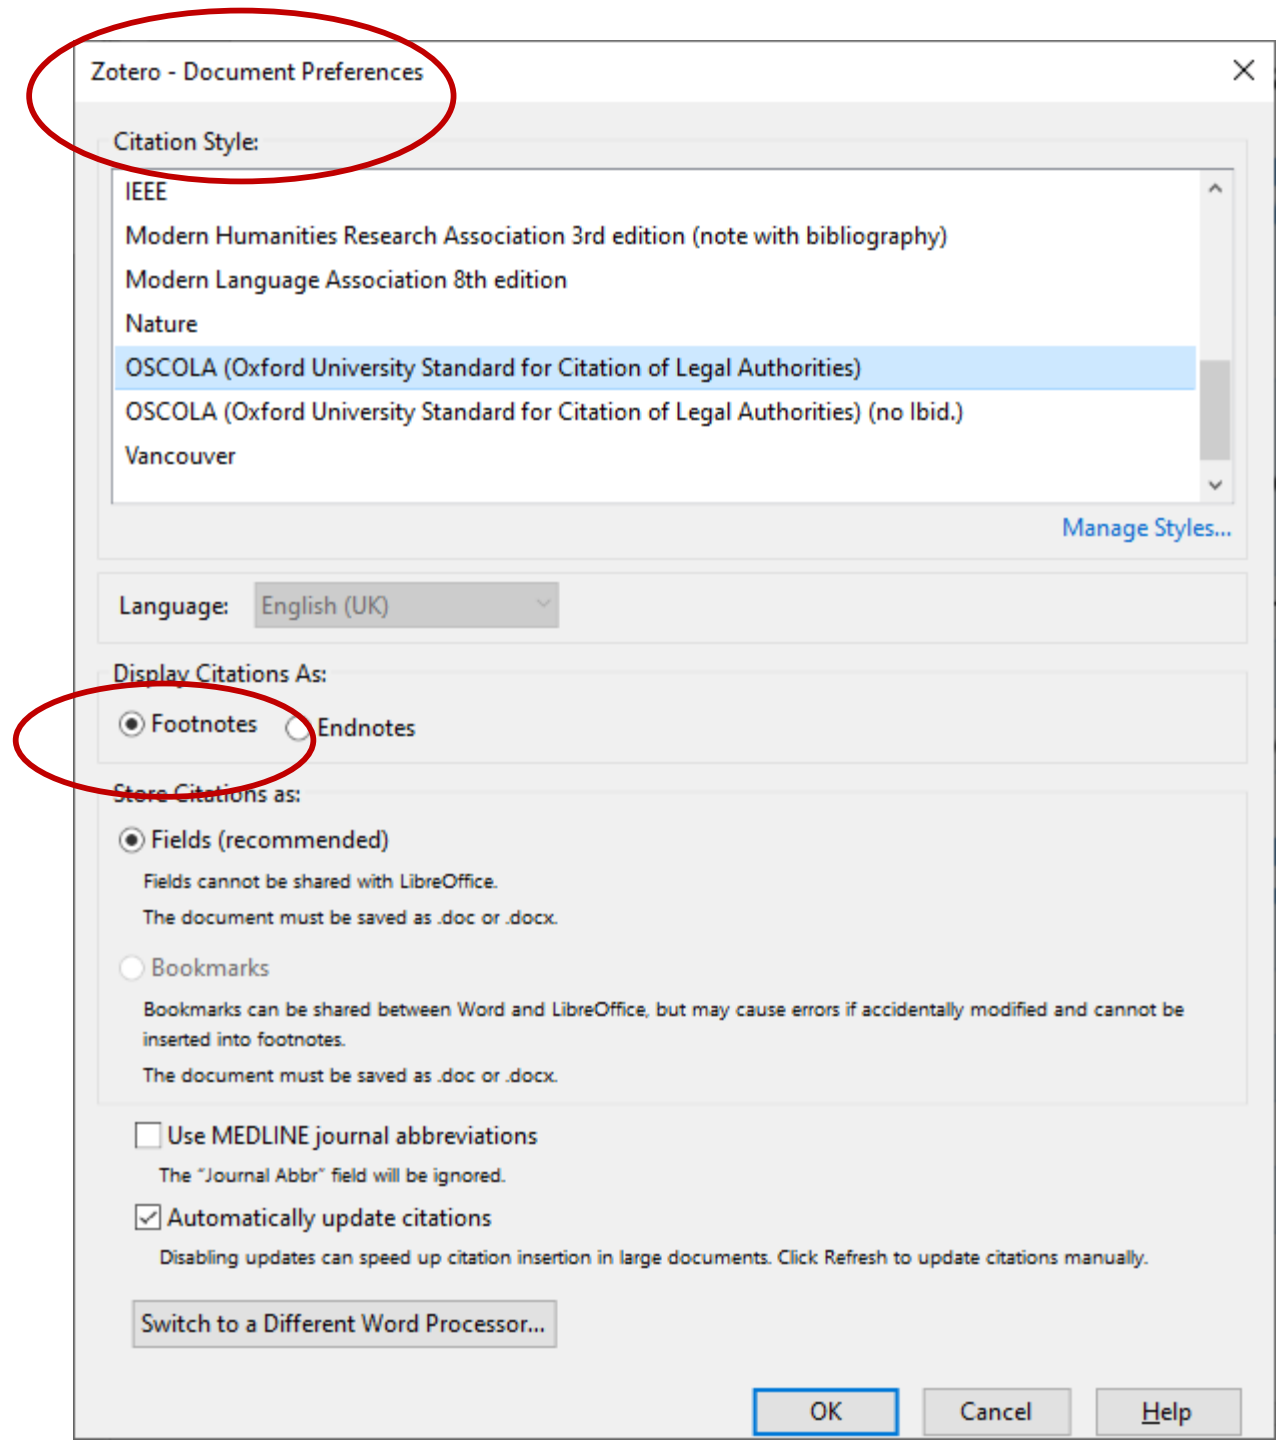 Zotero - Document Preferences
Citation Style:
IEEE
Modern Humanities Research Association 3rd edition (note with bibliography)
Modern Language Association 8th edition
Nature
OSCOLA (Oxford University Standard for Citation of Legal Authorities)
OSCOLA (Oxford University Standard for Citation of Legal Authorities) (no Ibid.)
Vancouver
Manage Styles...
Language: English (UK)
Display Citations As:
Footnotes Endnotes
Store Citations as:
Fields (recommended)
Fields cannot be shared with LibreOffice.
The document must be saved as .doc or .docx.
Bookmarks
Bookmarks can be shared between Word and LibreOffice, but may cause errors if accidentally modified and cannot be
inserted into footnotes.
The document must be saved as .doc or .docx.
Use MEDLINE journal abbreviations
The “Journal Abbr” field will be ignored.
Automatically update citations
Disabling updates can speed up citation insertion in large documents. Click Refresh to update citations manually.
Switch to a Different Word Processor...
OK Cancel Help